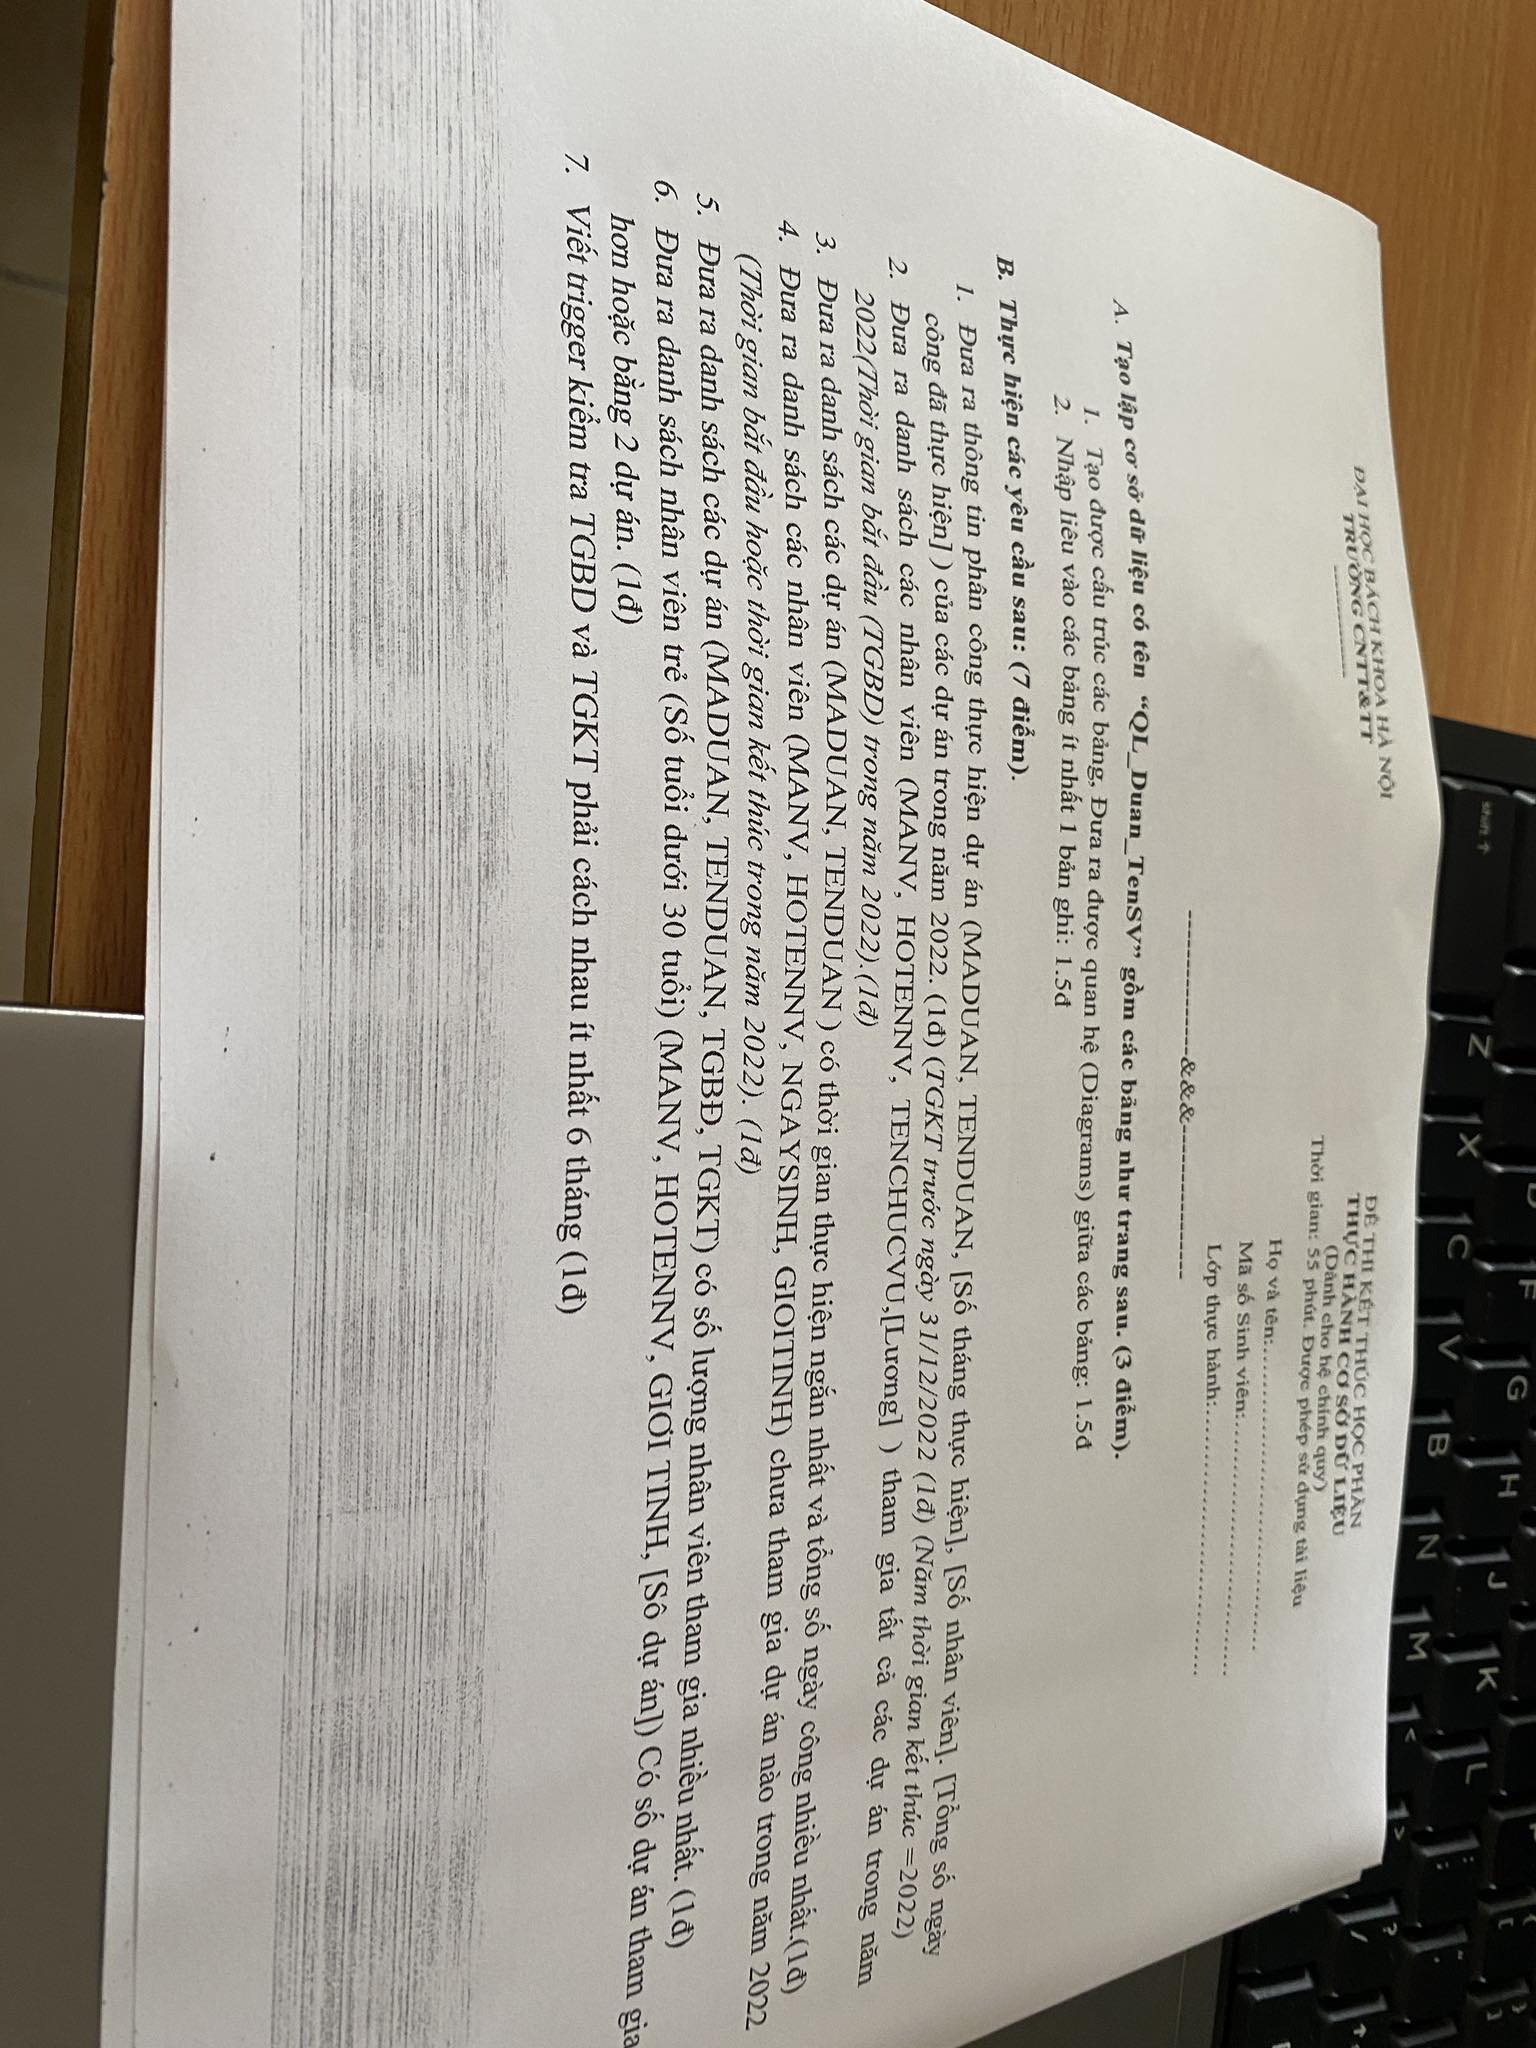 ĐẠI HỌC BÁCH KHOA HÀ NỘI
TRƯỜNG CNTT&TT
ĐỀ THI KẾT THÚC HỌC PHẦN
THỰC HÀNH CƠ SỞ DỮ LIỆU
(Dành cho hệ chính quy)
Thời gian: 55 phút. Được phép sử dụng tài liệu
Họ và tên:
Mã số Sinh viên:
Lớp thực hành:
----------------&&&-----------------
A. Tạo lập cơ sở dữ liệu có tên “QL_Duan_TenSV” gồm các bảng như trang sau. (3 điểm).
1. Tạo được cấu trúc các bảng, Đưa ra được quan hệ (Diagrams) giữa các bảng: 1.5đ
2. Nhập liêu vào các bảng ít nhất 1 bản ghi: 1.5đ
B. Thực hiện các yêu cầu sau: (7 điểm).
1. Đưa ra thông tin phân công thực hiện dự án (MADUAN, TENDUAN, [Số tháng thực hiện], [Số nhân viên]. [Tổng số ngày
công đã thực hiện] ) của các dự án trong năm 2022. (1đ) (TGKT trước ngày 31/12/2022 (1đ) (Năm thời gian kết thúc =2022)
2. Đưa ra danh sách các nhân viên (MANV, HOTENNV, TENCHUCVU,[Lương] ) tham gia tất cả các dự án trong năm
2022(Thời gian bắt đầu (TGBD) trong năm 2022).(1đ)
3. Đưa ra danh sách các dự án (MADUAN, TENDUAN ) có thời gian thực hiện ngắn nhất và tổng số ngày công nhiều nhất.(1đ)
4. Đưa ra danh sách các nhân viên (MANV, HOTENNV, NGAYSINH, GIOITINH) chưa tham gia dự án nào trong năm 2022
(Thời gian bắt đầu hoặc thời gian kết thúc trong năm 2022). (1đ)
5. Đưa ra danh sách các dự án (MADUAN, TENDUAN, TGBĐ, TGKT) có số lượng nhân viên tham gia nhiều nhất. (1đ)
6. Đưa ra danh sách nhân viên trẻ (Số tuổi dưới 30 tuổi) (MANV, HOTENNV, GIƠI TINH, [Sô dự án]) Có số dự án tham gia
hơn hoặc bằng 2 dự án. (1đ)
7. Viết trigger kiểm tra TGBD và TGKT phải cách nhau ít nhất 6 tháng (1đ)
shift
Z X C V B N M < > ?
/
F G H J K L : ;